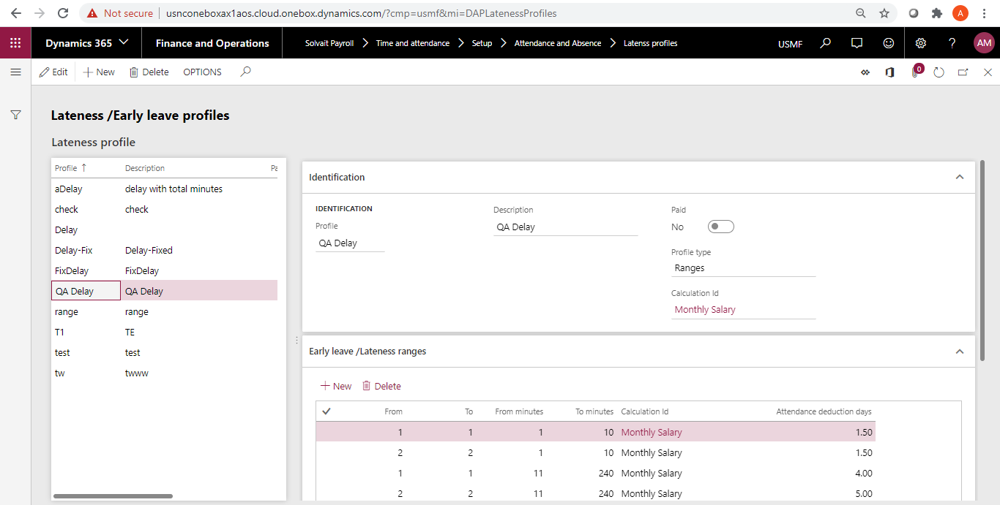 Not secure usnconeboxax1aos.cloud.onebox.dynamics.com/?cmp=usmf&mi=DAPLatenessProfiles A
Dynamics 365 Finance and Operations Solvait Payroll Time and attendance Setup Attendance and Absence Latenss profiles USMF ? AM
Edit New Delete OPTIONS 0
Lateness /Early leave profiles
Lateness profile
Profile Description Pa
aDelay delay with total minutes
check check
Delay
Delay-Fix Delay-Fixed
FixDelay FixDelay
QA Delay QA Delay
range range
T1 TE
test test
tw twww
Identification
IDENTIFICATION
Profile
QA Delay
Description
QA Delay
Paid
No
Profile type
Ranges
Calculation Id
Monthly Salary
Early leave /Lateness ranges
New Delete
From To From minutes To minutes Calculation Id Attendance deduction days
1 1 1 10 Monthly Salary 1.50
2 2 1 10 Monthly Salary 1.50
1 1 11 240 Monthly Salary 4.00
2 2 11 240 Monthly Salary 5.00